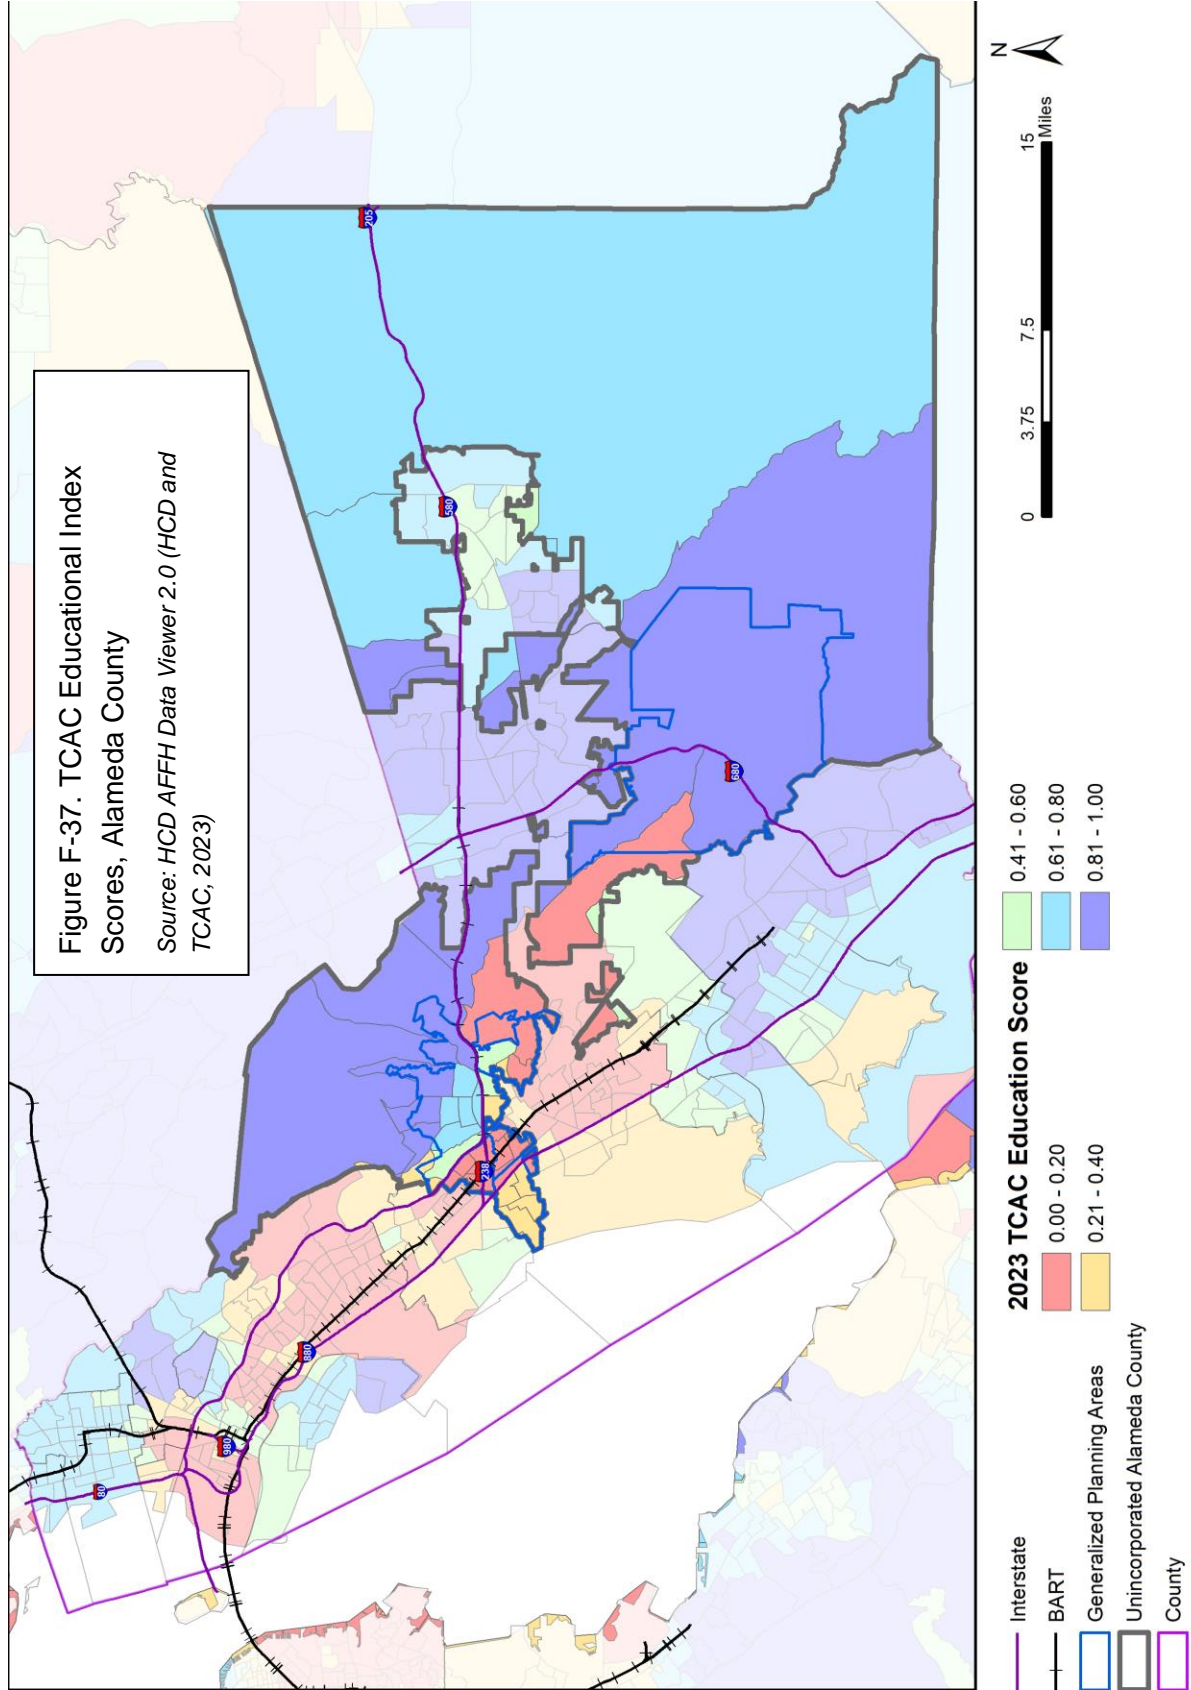 Figure F-37. TCAC Educational Index
Scores, Alameda County
Source: HCD AFFH Data Viewer 2.0 (HCD and
TCAC, 2023)
80
980
880
238
580
205
680
N
0
3.75
7.5
15
Miles
Interstate
BART
Generalized Planning Areas
Unincorporated Alameda County
County
2023 TCAC Education Score
0.00 - 0.20
0.21 - 0.40
0.41 - 0.60
0.61 - 0.80
0.81 - 1.00